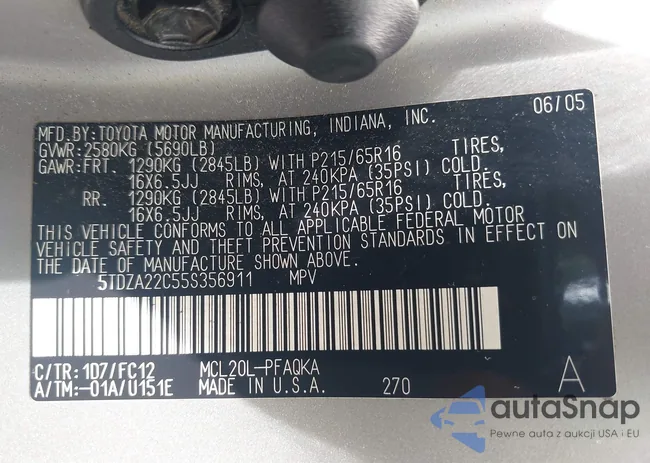 MFD.BY:TOYOTA MOTOR MANUFACTURING, INDIANA, INC. 06/05
GVWR:2580KG (5690LB)
GAWR:FRT. 1290KG (2845LB) WITH P215/65R16 TIRES,
16X6.5JJ RIMS, AT 240KPA (35PSI) COLD.
RR. 1290KG (2845LB) WITH P215/65R16 TIRES,
16X6.5JJ RIMS, AT 240KPA (35PSI) COLD.
THIS VEHICLE CONFORMS TO ALL APPLICABLE FEDERAL MOTOR
VEHICLE SAFETY AND THEFT PREVENTION STANDARDS IN EFFECT ON
THE DATE OF MANUFACTURE SHOWN ABOVE.
5TDZA22C55S356911 MPV
C/TR:1D7/FC12 MCL20L-PFAQKA
A/TM:-01A/U151E MADE IN U.S.A. 270 A
autaSnap
Pewne auta z aukcji USA i EU